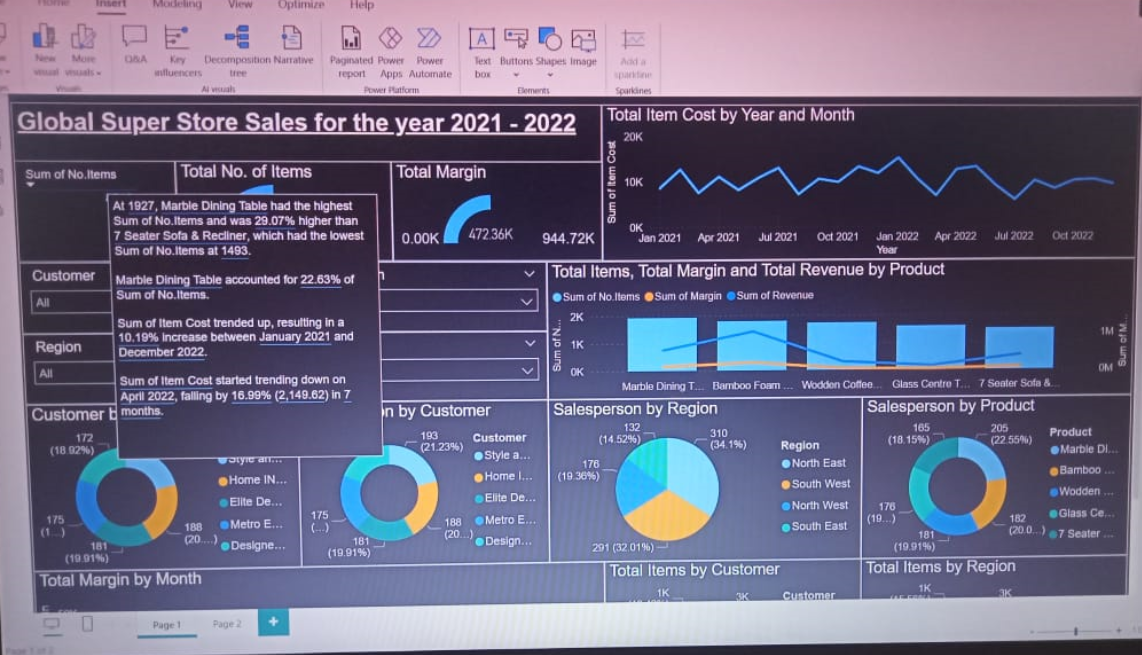 Home Insert Modeling View Optimize Help
New visual
More visuals
Q&A
Key influencers
Decomposition tree
Narrative
Paginated report
Power Apps
Power Automate
Text box
Buttons
Shapes
Image
Add a sparkline
Visuals
AI visuals
Power Platform
Elements
Sparklines
Global Super Store Sales for the year 2021 - 2022
Sum of No.Items
Total No. of Items
At 1927, Marble Dining Table had the highest
Sum of No.Items and was 29.07% higher than
7 Seater Sofa & Recliner, which had the lowest
Sum of No.Items at 1493.
Marble Dining Table accounted for 22.63% of
Sum of No.Items.
Sum of Item Cost trended up, resulting in a
10.19% increase between January 2021 and
December 2022.
Sum of Item Cost started trending down on
April 2022, falling by 16.99% (2,149.62) in 7
months.
Total Margin
0.00K
472.36K
944.72K
Total Item Cost by Year and Month
Sum of Item Cost
20K
10K
0K
Jan 2021 Apr 2021 Jul 2021 Oct 2021 Jan 2022 Apr 2022 Jul 2022 Oct 2022
Year
Customer
All
Region
All
Total Items, Total Margin and Total Revenue by Product
Sum of No.Items Sum of Margin Sum of Revenue
Sum of N...
2K
1K
0K
1M
0M
Sum of M...
Marble Dining T... Bamboo Foam ... Wodden Coffee... Glass Centre T... 7 Seater Sofa &...
Customer b
172
(18.92%)
175
(1...)
181
(19.91%)
188
(20....)
Style an...
Home IN...
Elite De...
Metro E...
Designe...
n by Customer
193
(21.23%)
175
(...)
181
(19.91%)
188
(20...)
Customer
Style a...
Home I...
Elite De...
Metro E...
Design...
Salesperson by Region
132
(14.52%)
310
(34.1%)
176
(19.36%)
291 (32.01%)
Region
North East
South West
North West
South East
Salesperson by Product
165
(18.15%)
205
(22.55%)
176
(19...)
182
(20.0...)
181
(19.91%)
Product
Marble Di...
Bamboo ...
Wodden ...
Glass Ce...
7 Seater ...
Total Margin by Month
Total Items by Customer
1K
3K
Customer
Total Items by Region
1K
3K
Page 1
Page 2
+
Page 1 of 2